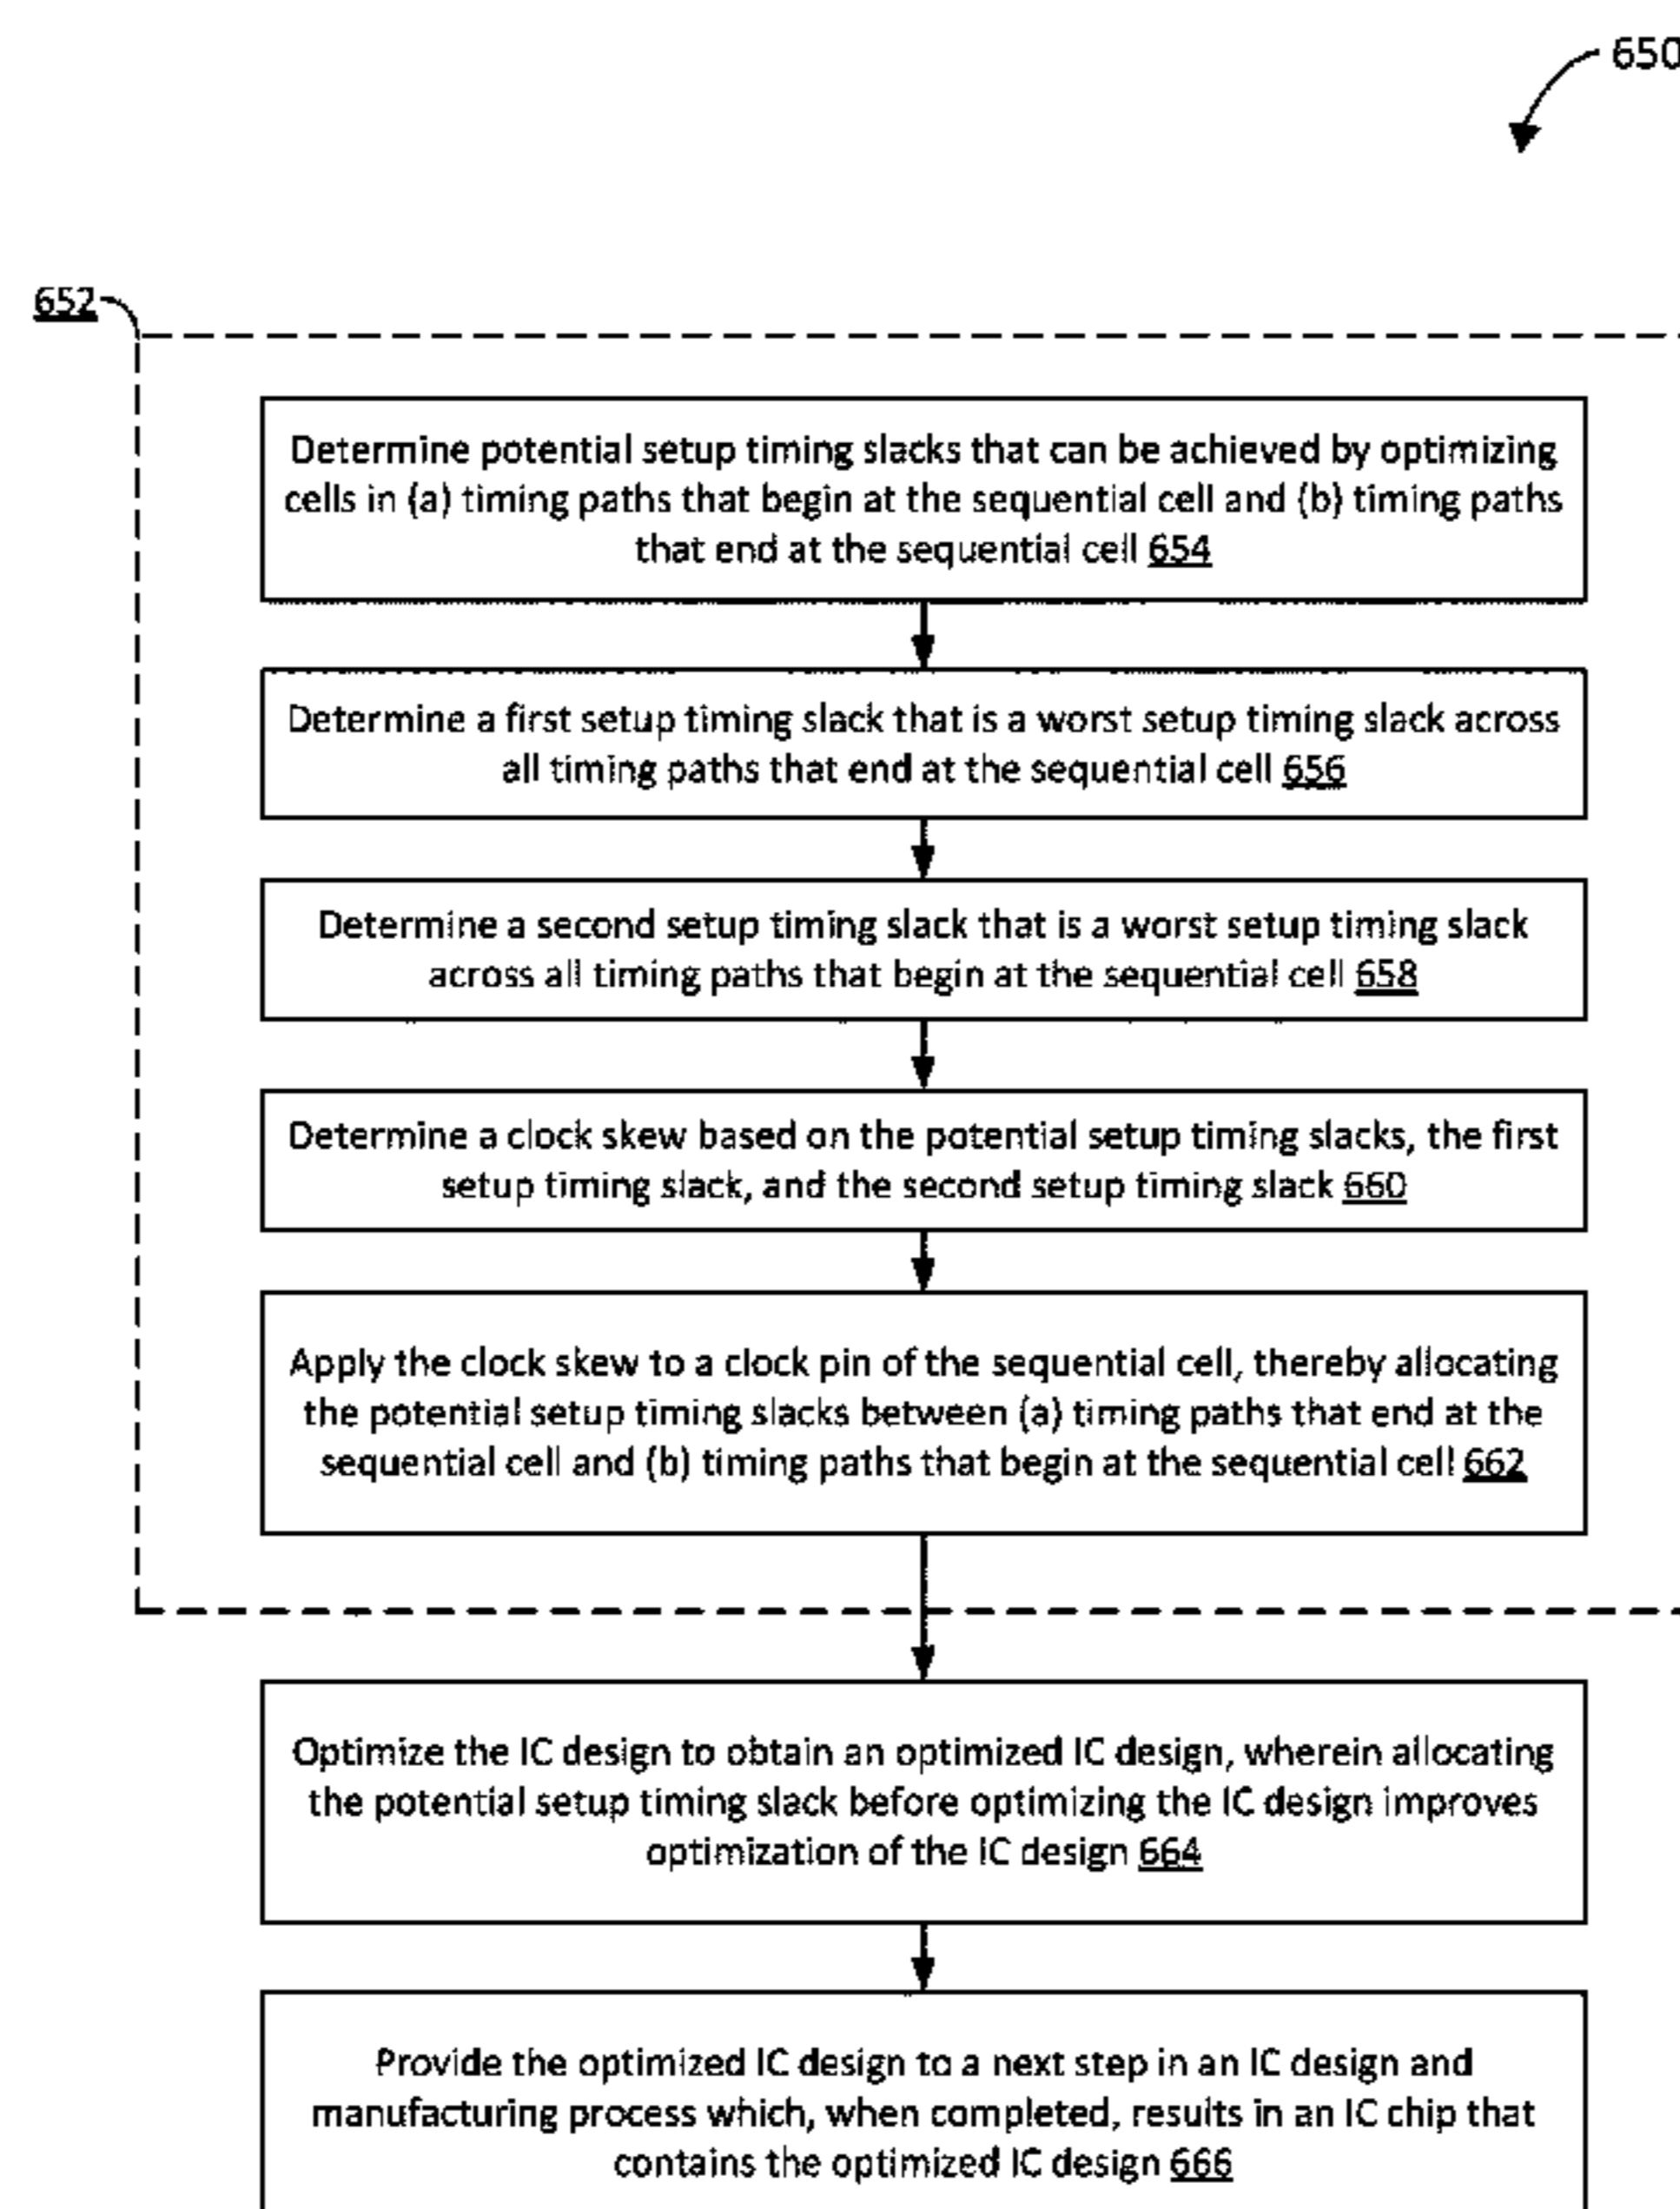 650
652
Determine potential setup timing slacks that can be achieved by optimizing
cells in (a) timing paths that begin at the sequential cell and (b) timing paths
that end at the sequential cell 654
Determine a first setup timing slack that is a worst setup timing slack across
all timing paths that end at the sequential cell 656
Determine a second setup timing slack that is a worst setup timing slack
across all timing paths that begin at the sequential cell 658
Determine a clock skew based on the potential setup timing slacks, the first
setup timing slack, and the second setup timing slack 660
Apply the clock skew to a clock pin of the sequential cell, thereby allocating
the potential setup timing slacks between (a) timing paths that end at the
sequential cell and (b) timing paths that begin at the sequential cell 662
Optimize the IC design to obtain an optimized IC design, wherein allocating
the potential setup timing slack before optimizing the IC design improves
optimization of the IC design 664
Provide the optimized IC design to a next step in an IC design and
manufacturing process which, when completed, results in an IC chip that
contains the optimized IC design 666